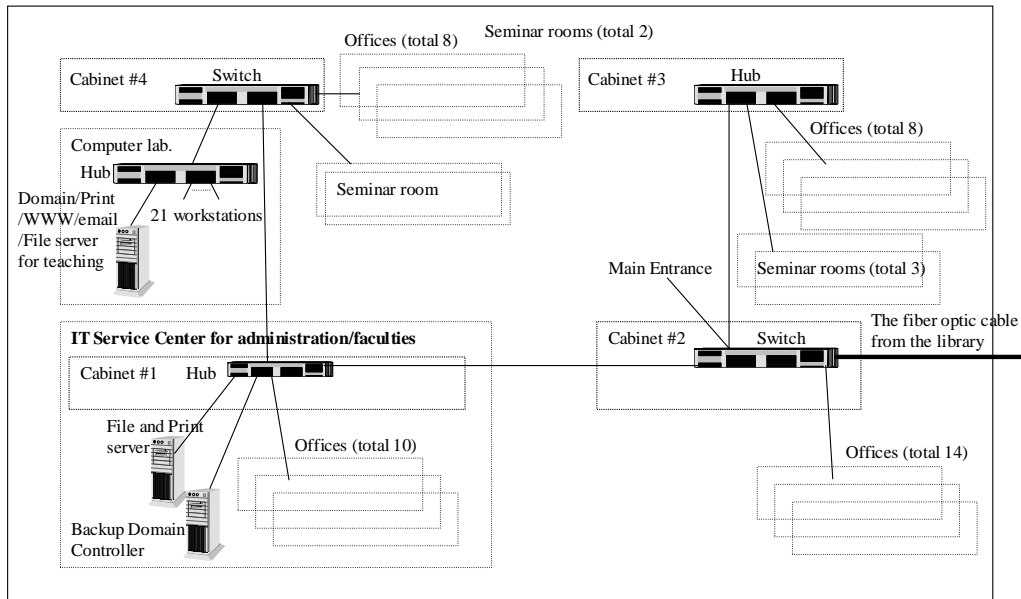 Offices (total 8)
Seminar rooms (total 2)
Cabinet #4
Switch
Cabinet #3
Hub
Computer lab.
Hub
Domain/Print
/WWW/email
/File server
for teaching
21 workstations
Seminar room
Offices (total 8)
Seminar rooms (total 3)
Main Entrance
IT Service Center for administration/faculties
Cabinet #1
Hub
Cabinet #2
Switch
The fiber optic cable
from the library
File and Print
server
Offices (total 10)
Backup Domain
Controller
Offices (total 14)